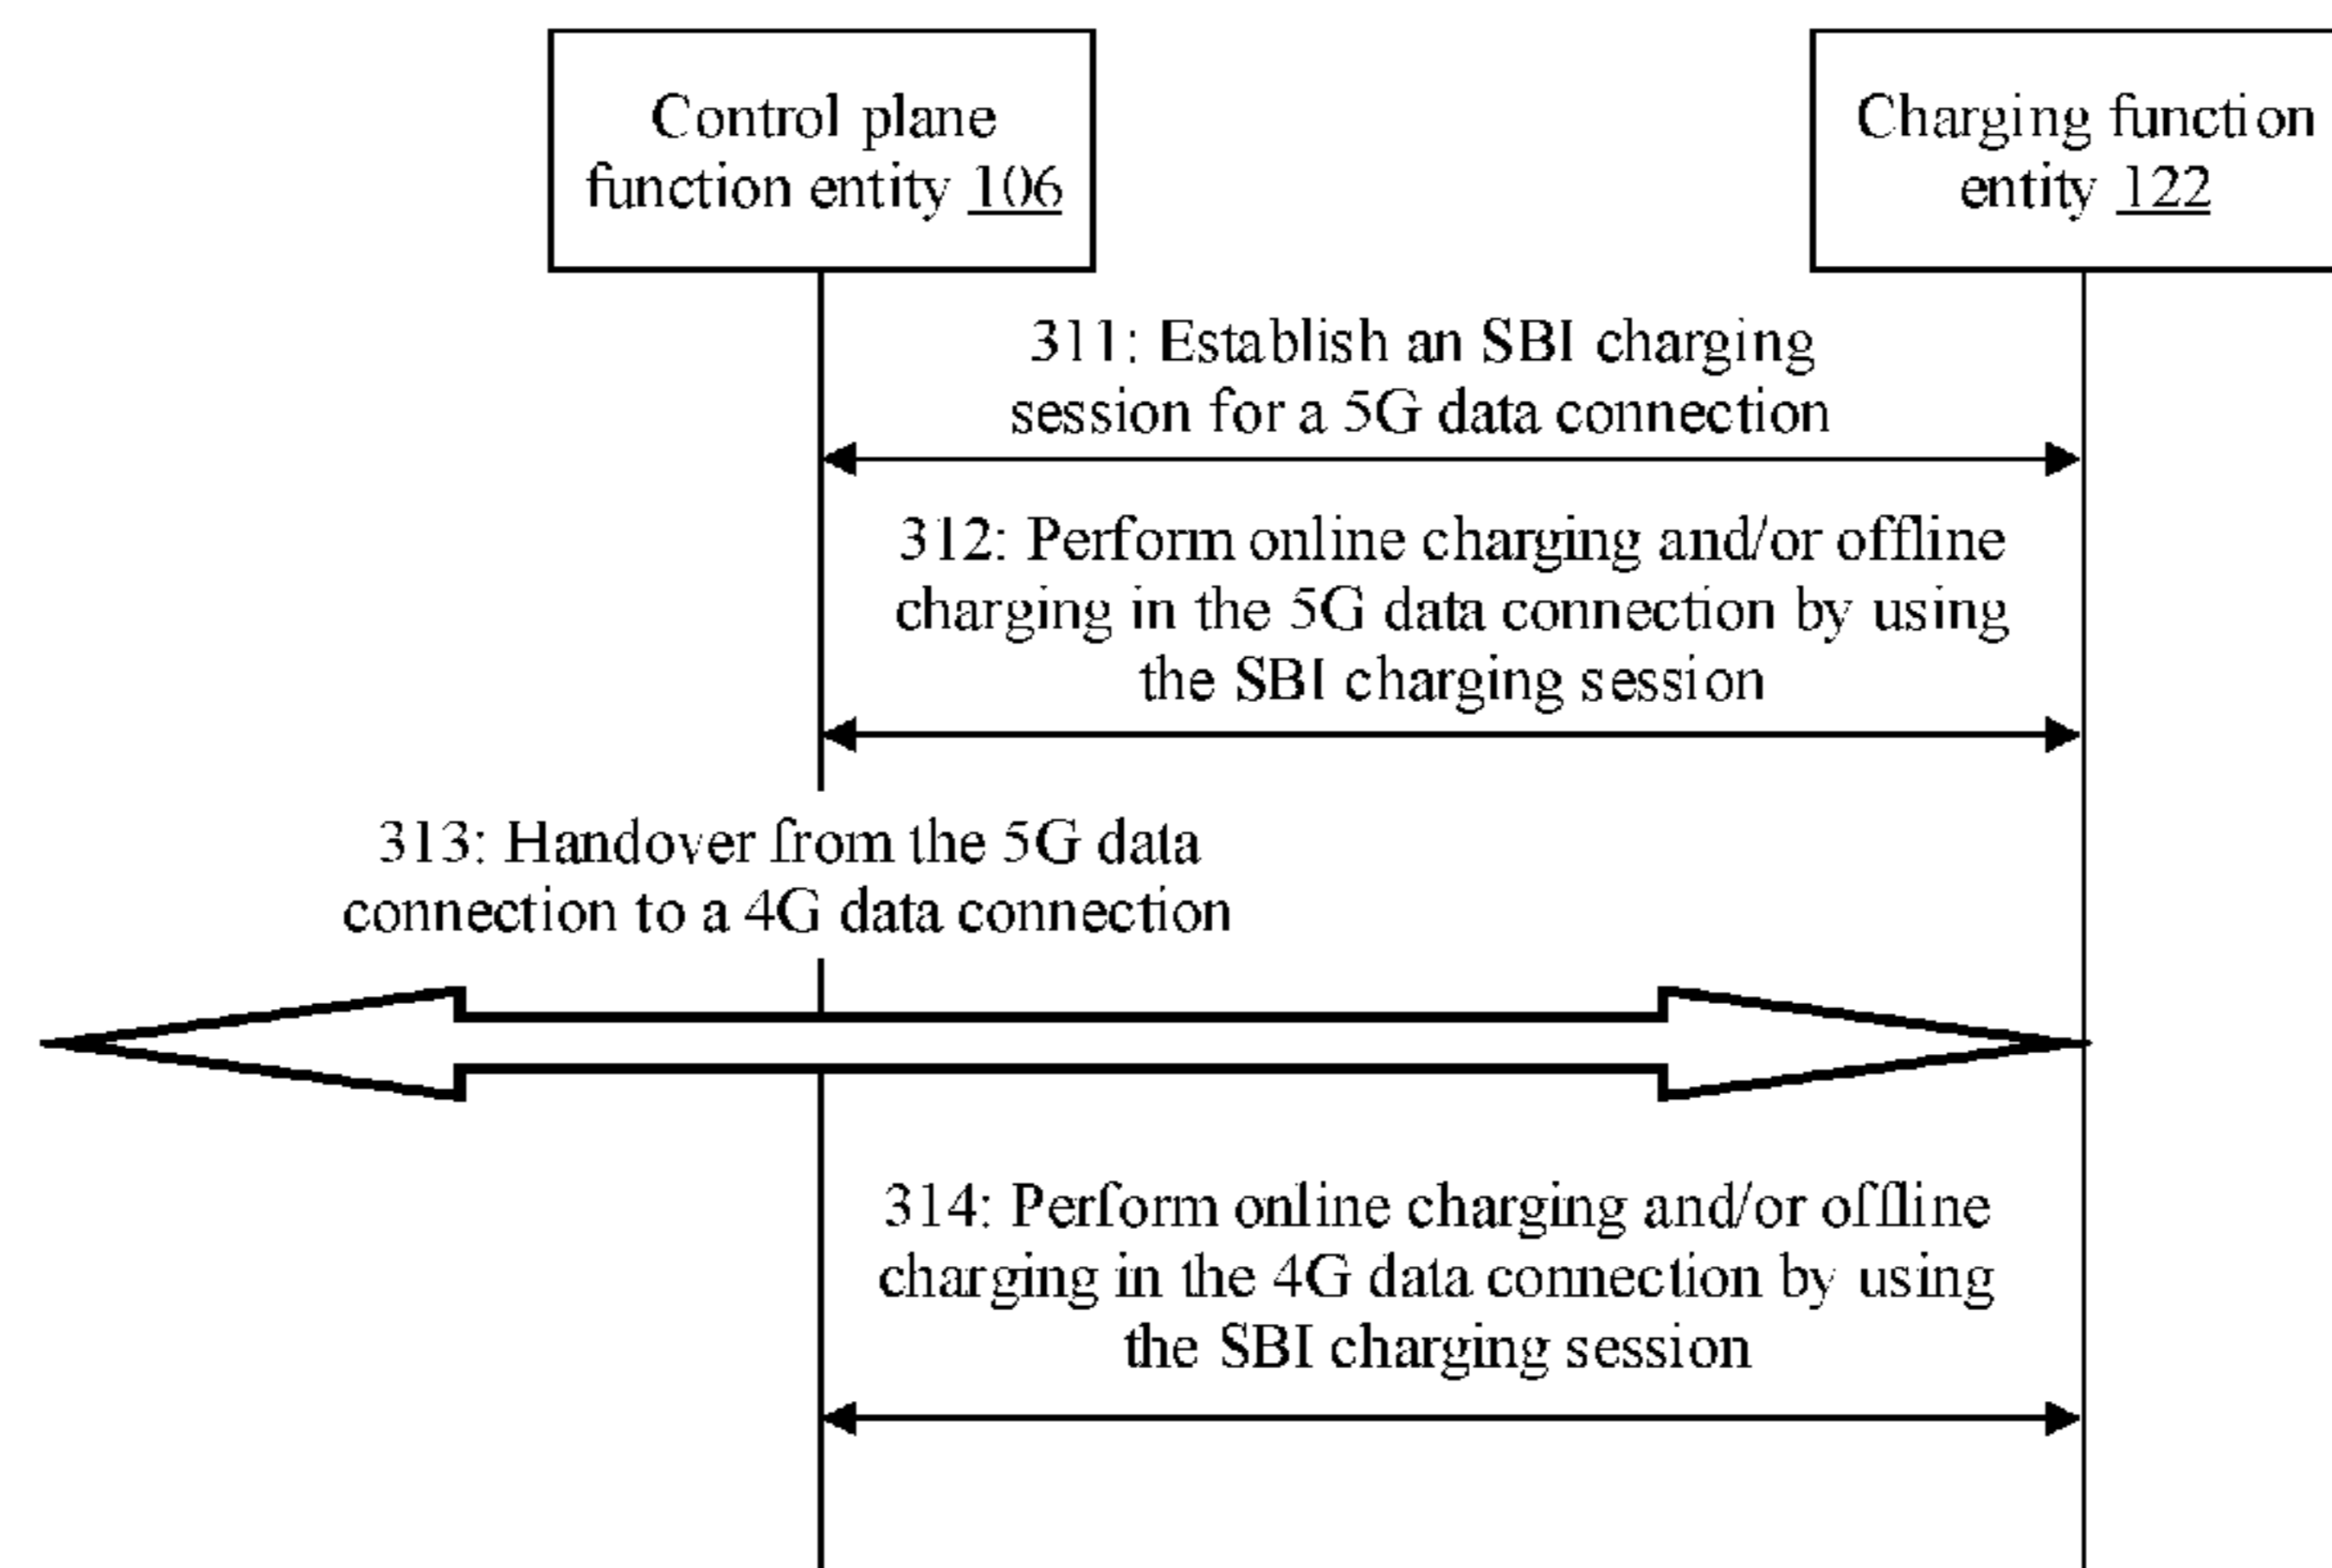 Control plane
function entity 106
Charging function
entity 122
311: Establish an SBI charging
session for a 5G data connection
312: Perform online charging and/or offline
charging in the 5G data connection by using
the SBI charging session
313: Handover from the 5G data
connection to a 4G data connection
314: Perform online charging and/or offline
charging in the 4G data connection by using
the SBI charging session